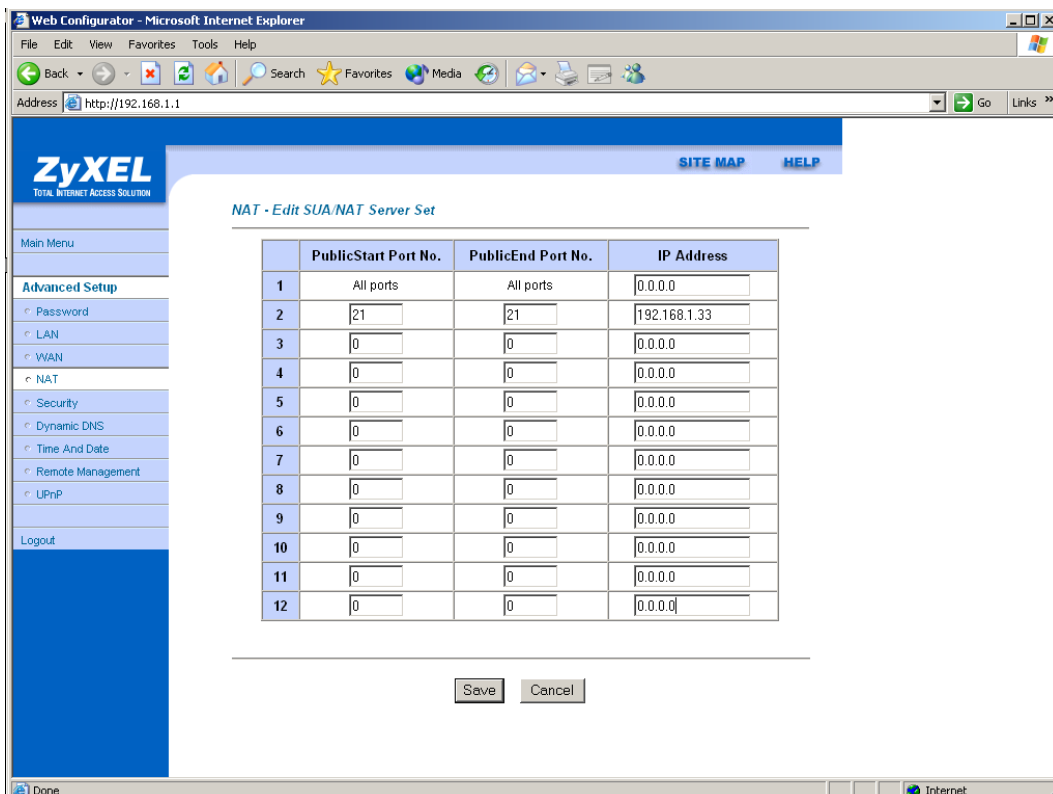 Web Configurator - Microsoft Internet Explorer
File Edit View Favorites Tools Help
Back Search Favorites Media
Address http://192.168.1.1 Go Links »
ZyXEL
TOTAL INTERNET ACCESS SOLUTION
SITE MAP HELP
Main Menu
Advanced Setup
Password
LAN
WAN
NAT
Security
Dynamic DNS
Time And Date
Remote Management
UPnP
Logout
NAT - Edit SUA/NAT Server Set
PublicStart Port No. PublicEnd Port No. IP Address
1 All ports All ports 0.0.0.0
2 21 21 192.168.1.33
3 0 0 0.0.0.0
4 0 0 0.0.0.0
5 0 0 0.0.0.0
6 0 0 0.0.0.0
7 0 0 0.0.0.0
8 0 0 0.0.0.0
9 0 0 0.0.0.0
10 0 0 0.0.0.0
11 0 0 0.0.0.0
12 0 0 0.0.0.0
Save Cancel
Done Internet